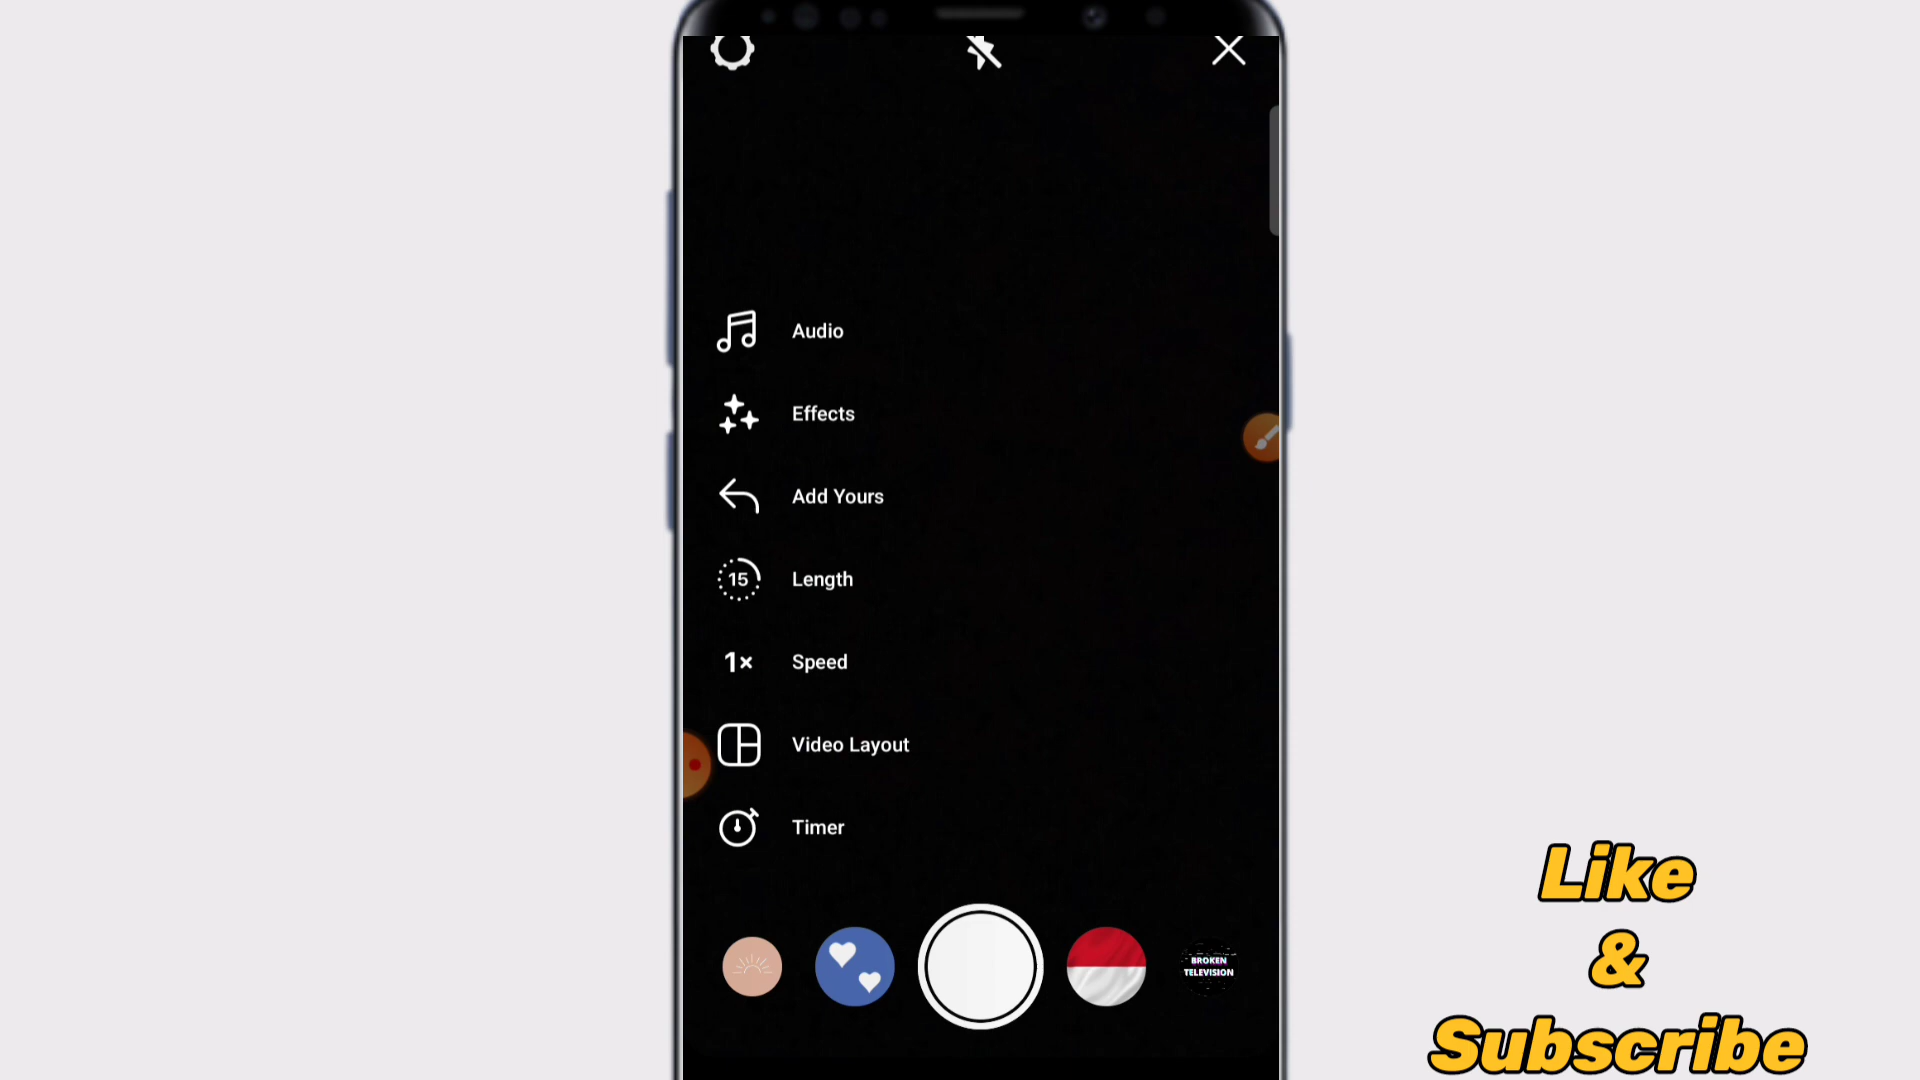 Audio
Effects
Add Yours
15 Length
1× Speed
Video Layout
Timer
BROKEN
TELEVISION
Like
&
Subscribe